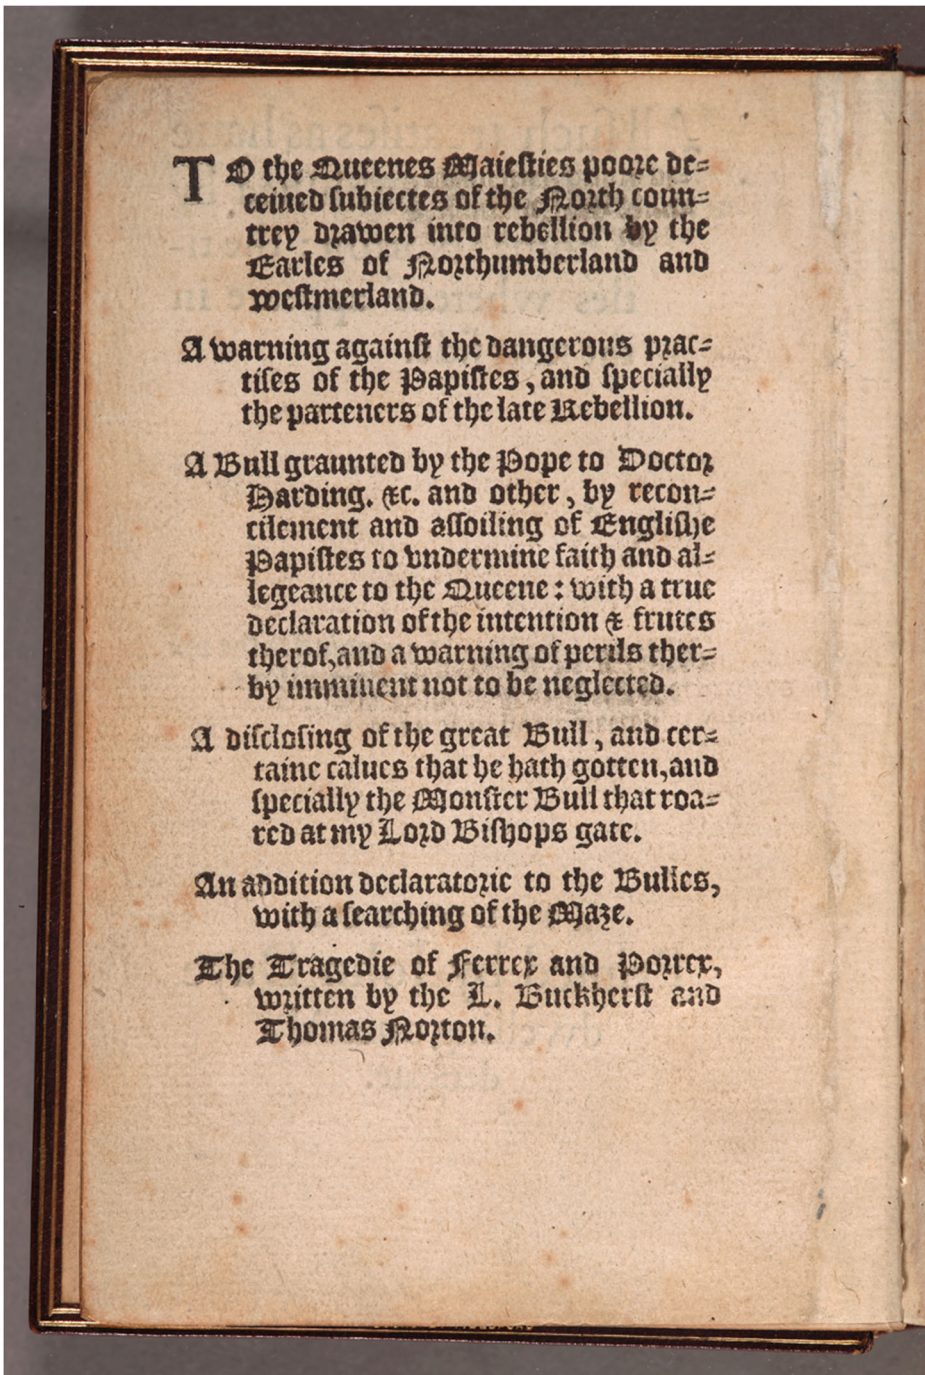 TO the Queenes Maiesties poore de-
ceiued ſubiectes of the North coun-
trey drawen into rebellion by the
Earles of Northumberland and
weſtmerland.
A warning againſt the dangerous prac-
tiſes of the Papiſtes, and ſpecially
the parteners of the late Rebellion.
A Bull graunted by the Pope to Doctor
Harding. &c. and other, by recon-
cilement and aſſoiling of Engliſhe
Papiſtes to vndermine faith and al-
legeance to the Queene: with a true
declaration of the intention & frutes
therof, and a warning of perils ther-
by imminent not to be neglected.
A diſcloſing of the great Bull, and cer-
taine calues that he hath gotten, and
ſpecially the Monſter Bull that roa-
red at my Lord Biſhops gate.
An addition declaratorie to the Bulles,
with a ſearching of the Maze.
The Tragedie of Ferrex and Porrex,
written by the L. Buckherſt and
Thomas Norton.